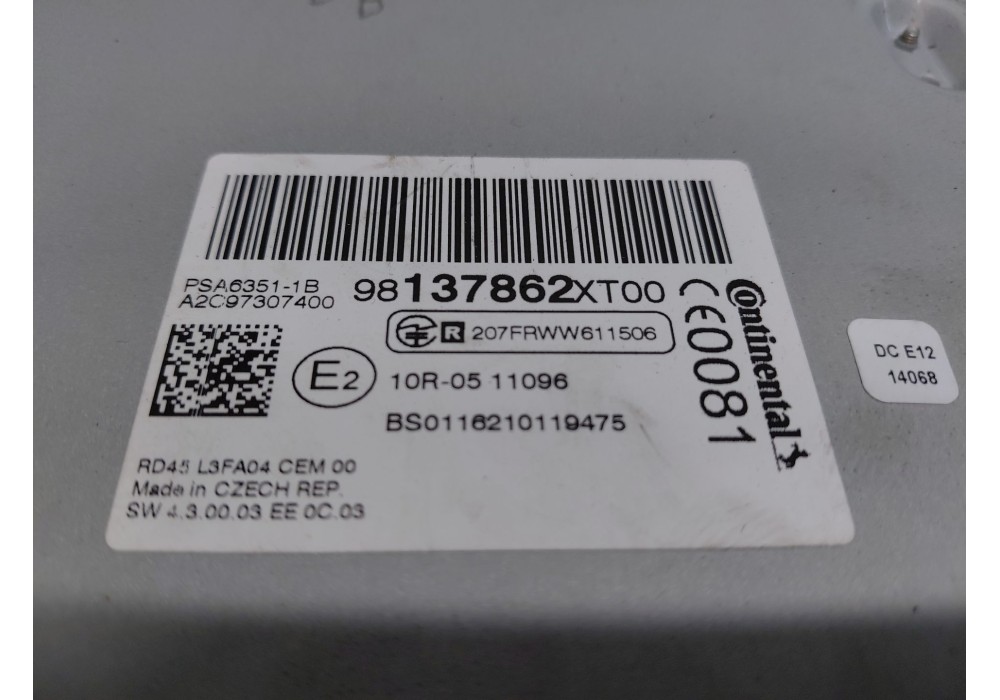 PSA6351-1B
A2C97307400
98137862XT00
R 207FRWW611506
E2
10R-05 11096
BS0116210119475
CE0081
Continental
RD45 L3FA04 CEM 00
Made in CZECH REP.
SW 4.3.00.03 EE 0C.03
DC E12
14068